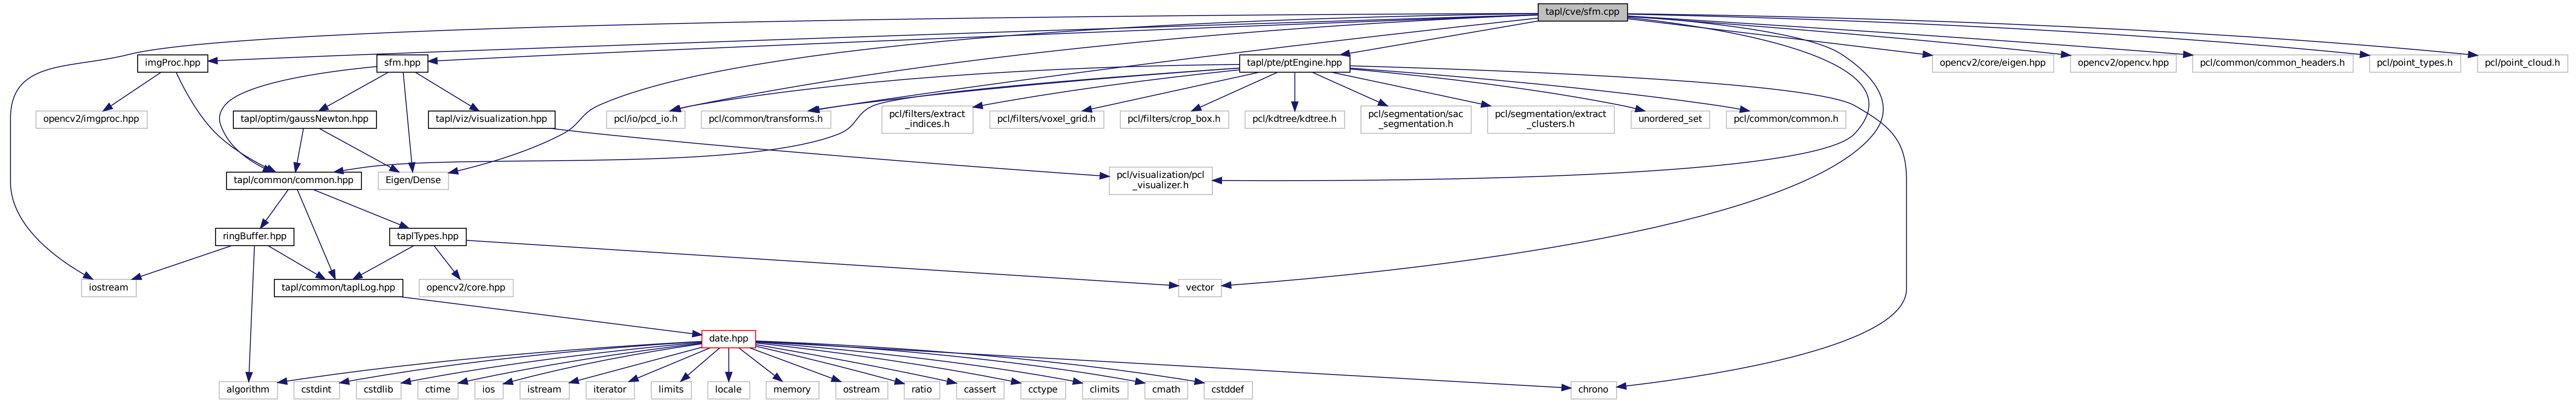 tapl/cve/sfm.cpp
imgProc.hpp
sfm.hpp
tapl/pte/ptEngine.hpp
opencv2/core/eigen.hpp
opencv2/opencv.hpp
pcl/common/common_headers.h
pcl/point_types.h
pcl/point_cloud.h
opencv2/imgproc.hpp
tapl/optim/gaussNewton.hpp
tapl/viz/visualization.hpp
pcl/io/pcd_io.h
pcl/common/transforms.h
pcl/filters/extract
_indices.h
pcl/filters/voxel_grid.h
pcl/filters/crop_box.h
pcl/kdtree/kdtree.h
pcl/segmentation/sac
_segmentation.h
pcl/segmentation/extract
_clusters.h
unordered_set
pcl/common/common.h
tapl/common/common.hpp
Eigen/Dense
pcl/visualization/pcl
_visualizer.h
ringBuffer.hpp
taplTypes.hpp
iostream
tapl/common/taplLog.hpp
opencv2/core.hpp
vector
date.hpp
algorithm
cstdint
cstdlib
ctime
ios
istream
iterator
limits
locale
memory
ostream
ratio
cassert
cctype
climits
cmath
cstddef
chrono